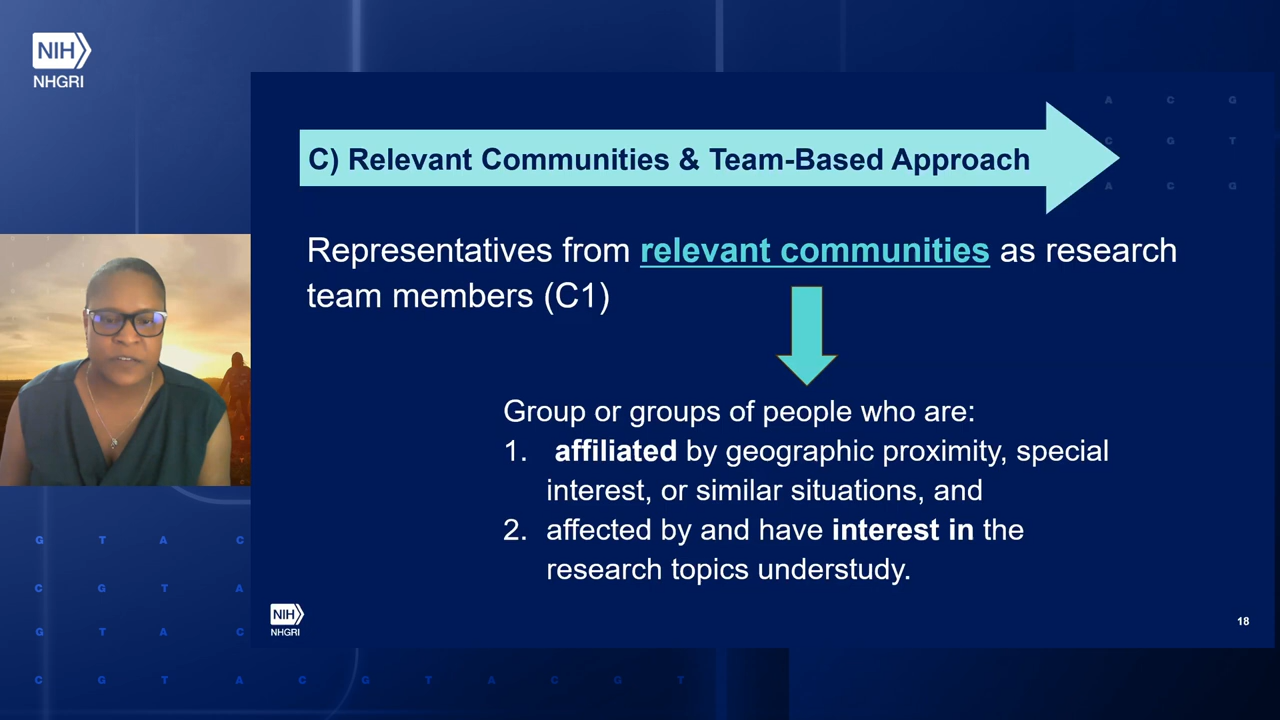 NIH
NHGRI
A C G
C G T
A C G
C) Relevant Communities & Team-Based Approach
Representatives from relevant communities as research
team members (C1)
Group or groups of people who are:
1. affiliated by geographic proximity, special
interest, or similar situations, and
2. affected by and have interest in the
research topics understudy.
NIH
NHGRI
18
G T A C
C G T A
G T A C
C G T A C G T A C G T